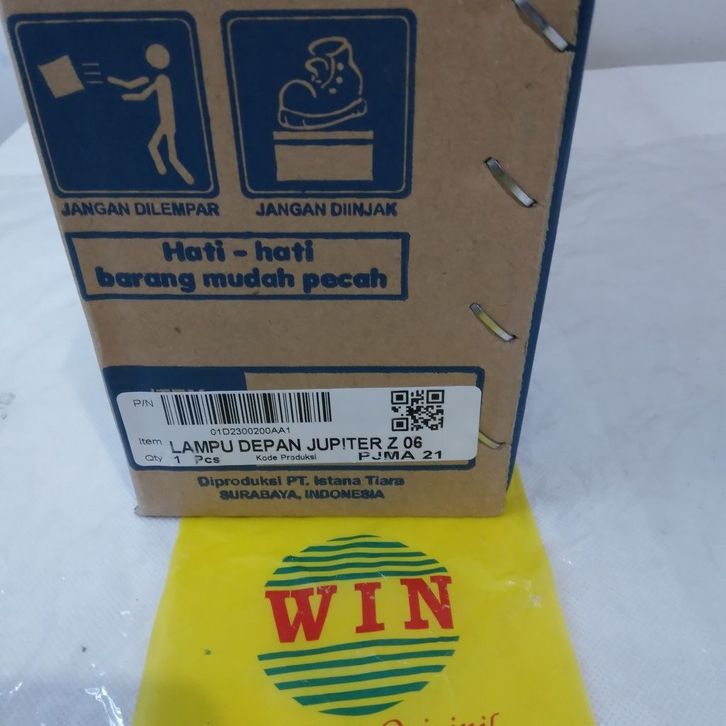 JANGAN DILEMPAR
JANGAN DIINJAK
Hati - hati
barang mudah pecah
P/N
01D2300200AA1
Item LAMPU DEPAN JUPITER Z 06
Qty 1 Pcs Kode Produksi PJMA 21
Diproduksi PT. Istana Tiara
SURABAYA, INDONESIA
WIN
Original